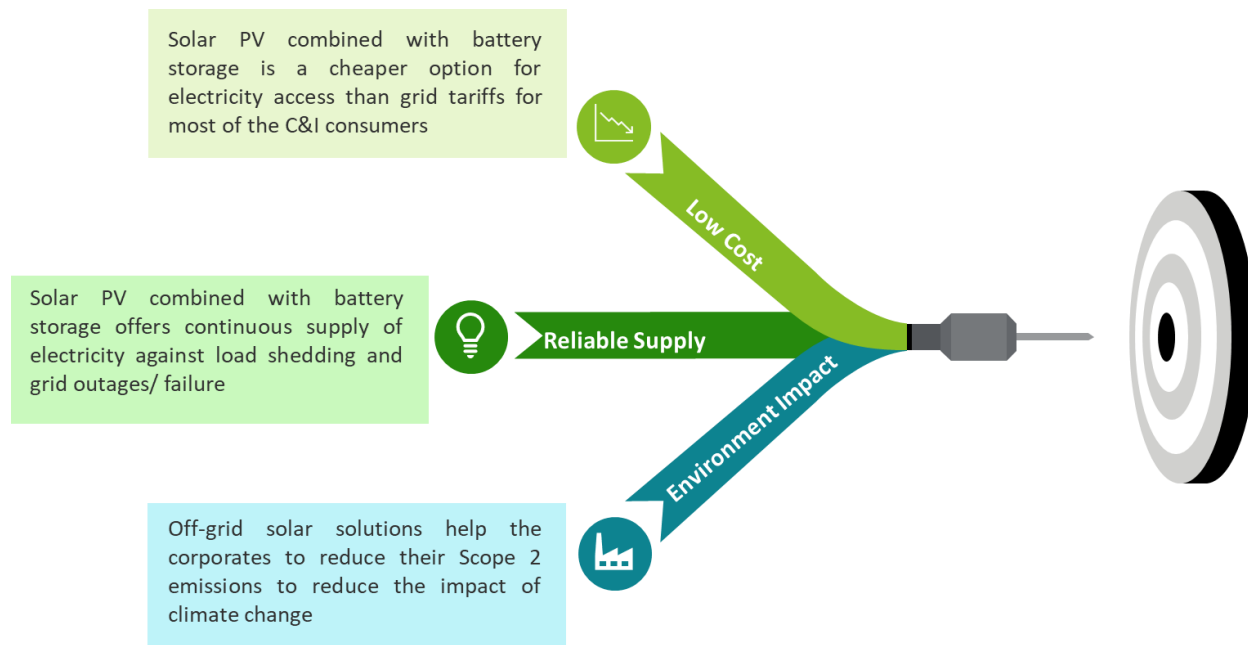 Solar PV combined with battery
storage is a cheaper option for
electricity access than grid tariffs for
most of the C&I consumers
Low Cost
Solar PV combined with battery
storage offers continuous supply of
electricity against load shedding and
grid outages/ failure
Reliable Supply
Environment Impact
Off-grid solar solutions help the
corporates to reduce their Scope 2
emissions to reduce the impact of
climate change